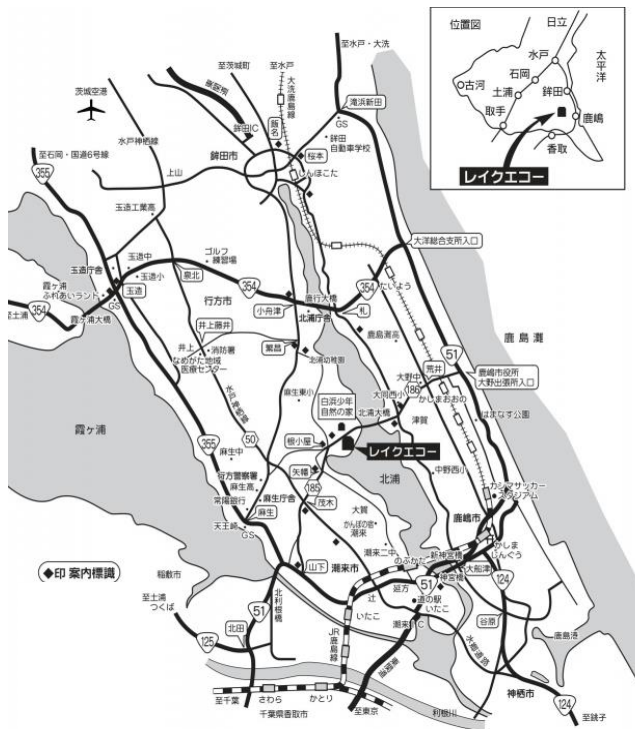 位置図
日立
水戸
石岡
太平洋
古河
土浦
鉾田
取手
鹿嶋
香取
レイクエコー
至水戸・大洗
至茨城町
至水戸
大洗鹿島線
茨城空港
東関道
滝浜新田
GS
水戸神栖線
鉾田IC
飯名
鉾田
自動車学校
至石岡・国道6号線
鉾田市
桜本
しんほこた
355
上山
玉造工業高
大洋総合支所入口
玉造中
ゴルフ
練習場
玉造庁舎
玉造小
泉北
霞ヶ浦
ふれあいランド
玉造
GS
354
鹿行大橋
354
たいよう
行方市
小舟津
札
北浦庁舎
354
至土浦
霞ヶ浦大橋
鹿島灘
井上藤井
鹿島灘高
51
井上
消防署
繁昌
北浦幼稚園
なめがた地域
医療センター
荒井
鹿嶋市役所
大野出張所入口
大野中
186
麻生東小
大同西小
かしまおおの
水戸神栖線
白浜少年
自然の家
北浦大橋
はまなす公園
津賀
霞ヶ浦
50
根小屋
レイクエコー
355
麻生中
矢幡
北浦
中野西小
行方警察署
185
カシマサッカー
スタジアム
麻生高
麻生庁舎
茂木
常陽銀行
麻生
大賀
鹿嶋市
かんぽの宿
潮来
天王崎
GS
潮来二中
新神宮橋
かしま
じんぐう
のぶかた
◆印 案内標識
山下
潮来市
大船津
稲敷市
51
神宮橋
124
延方
辻
道の駅
いたこ
至土浦
つくば
51
北利根橋
谷原
いたこ
潮来IC
125
北田
JR鹿島線
水郷道路
鹿島港
東関道
神栖市
至千葉
さわら
かとり
至東京
利根川
124
千葉県香取市
至銚子